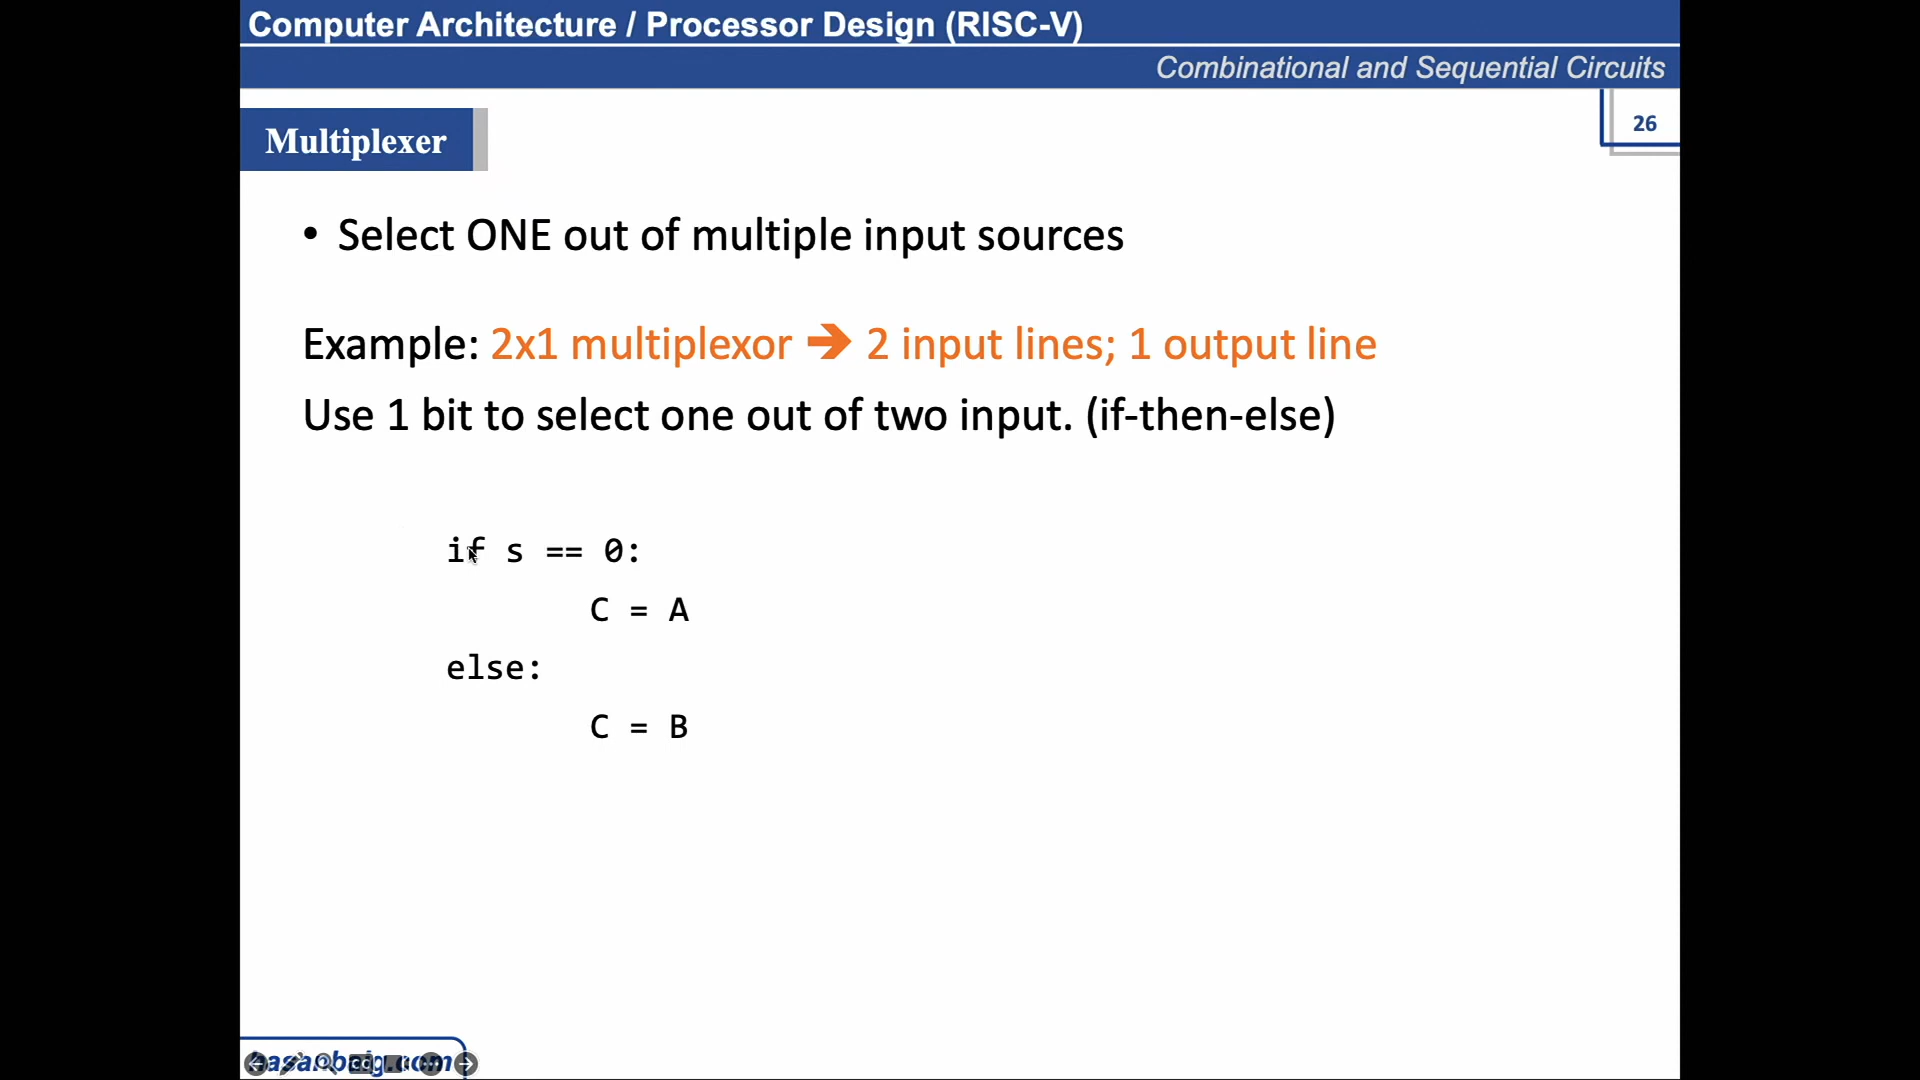 Computer Architecture / Processor Design (RISC-V)
Combinational and Sequential Circuits
Multiplexer
26
• Select ONE out of multiple input sources
Example: 2x1 multiplexor ➔ 2 input lines; 1 output line
Use 1 bit to select one out of two input. (if-then-else)
if s == 0:
C = A
else:
C = B
hasanbaig.com